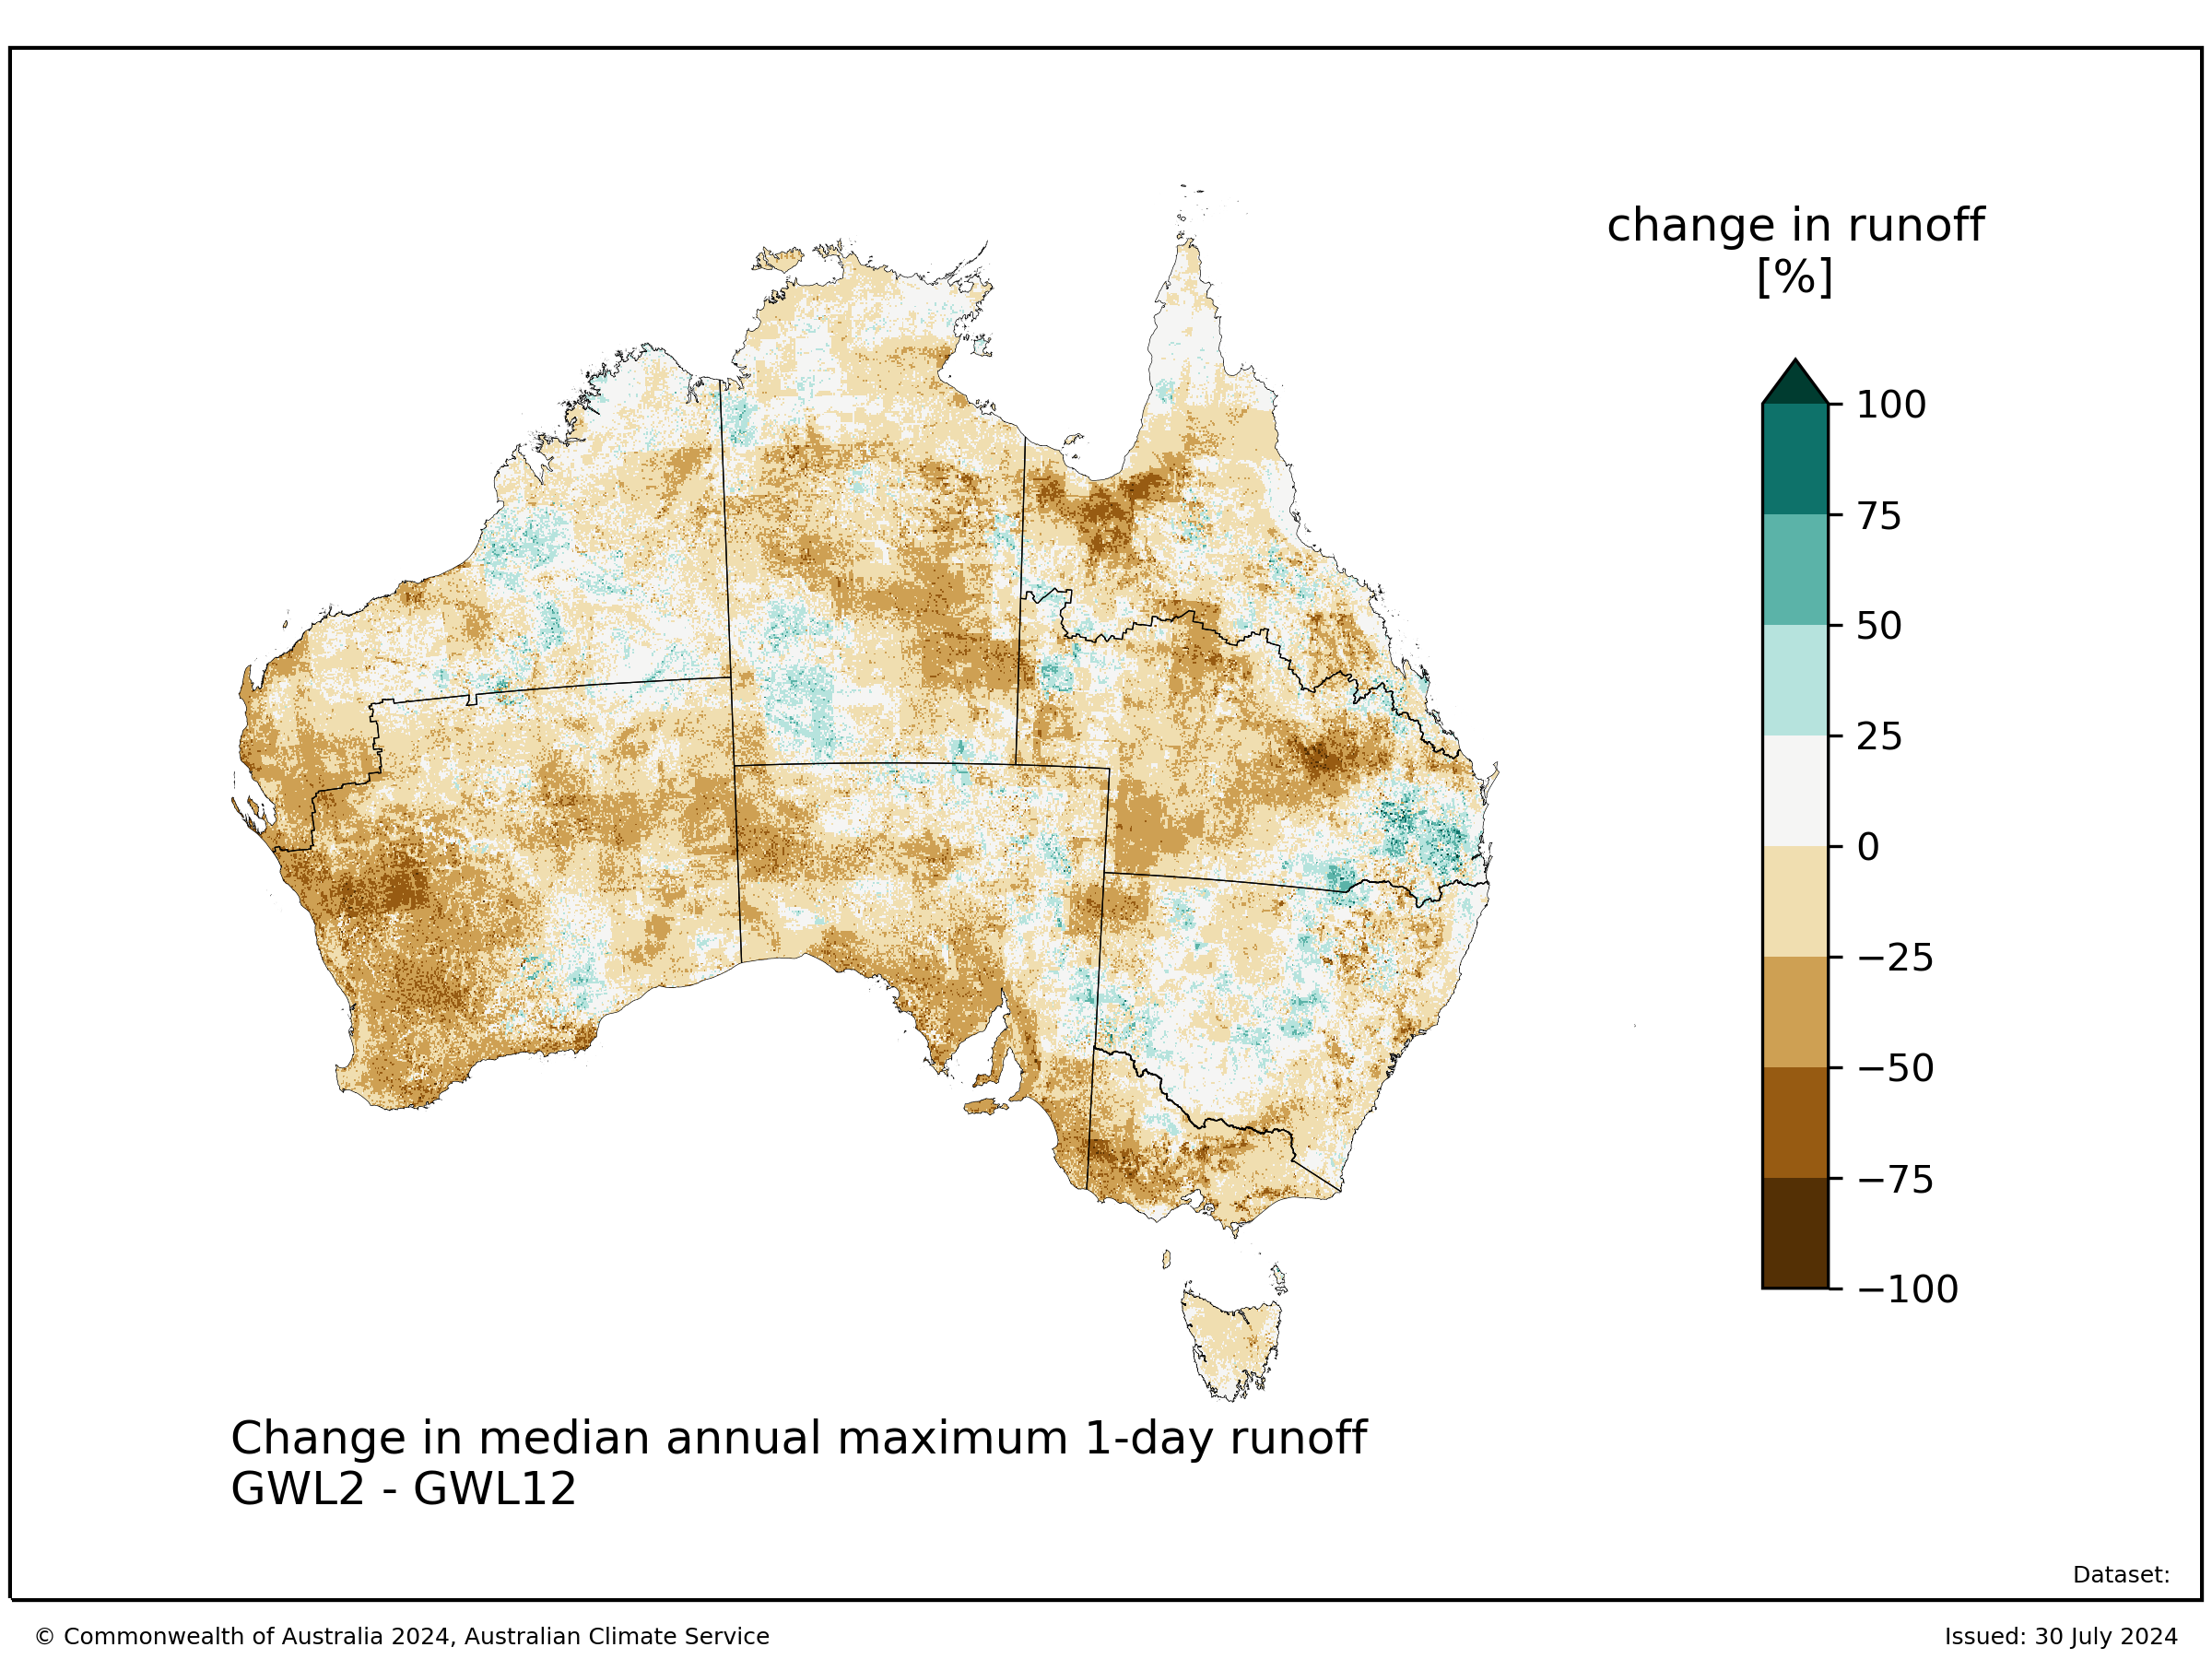 change in runoff
[%]
100
75
50
25
0
−25
−50
−75
−100
Change in median annual maximum 1-day runoff
GWL2 - GWL12
Dataset:
© Commonwealth of Australia 2024, Australian Climate Service
Issued: 30 July 2024